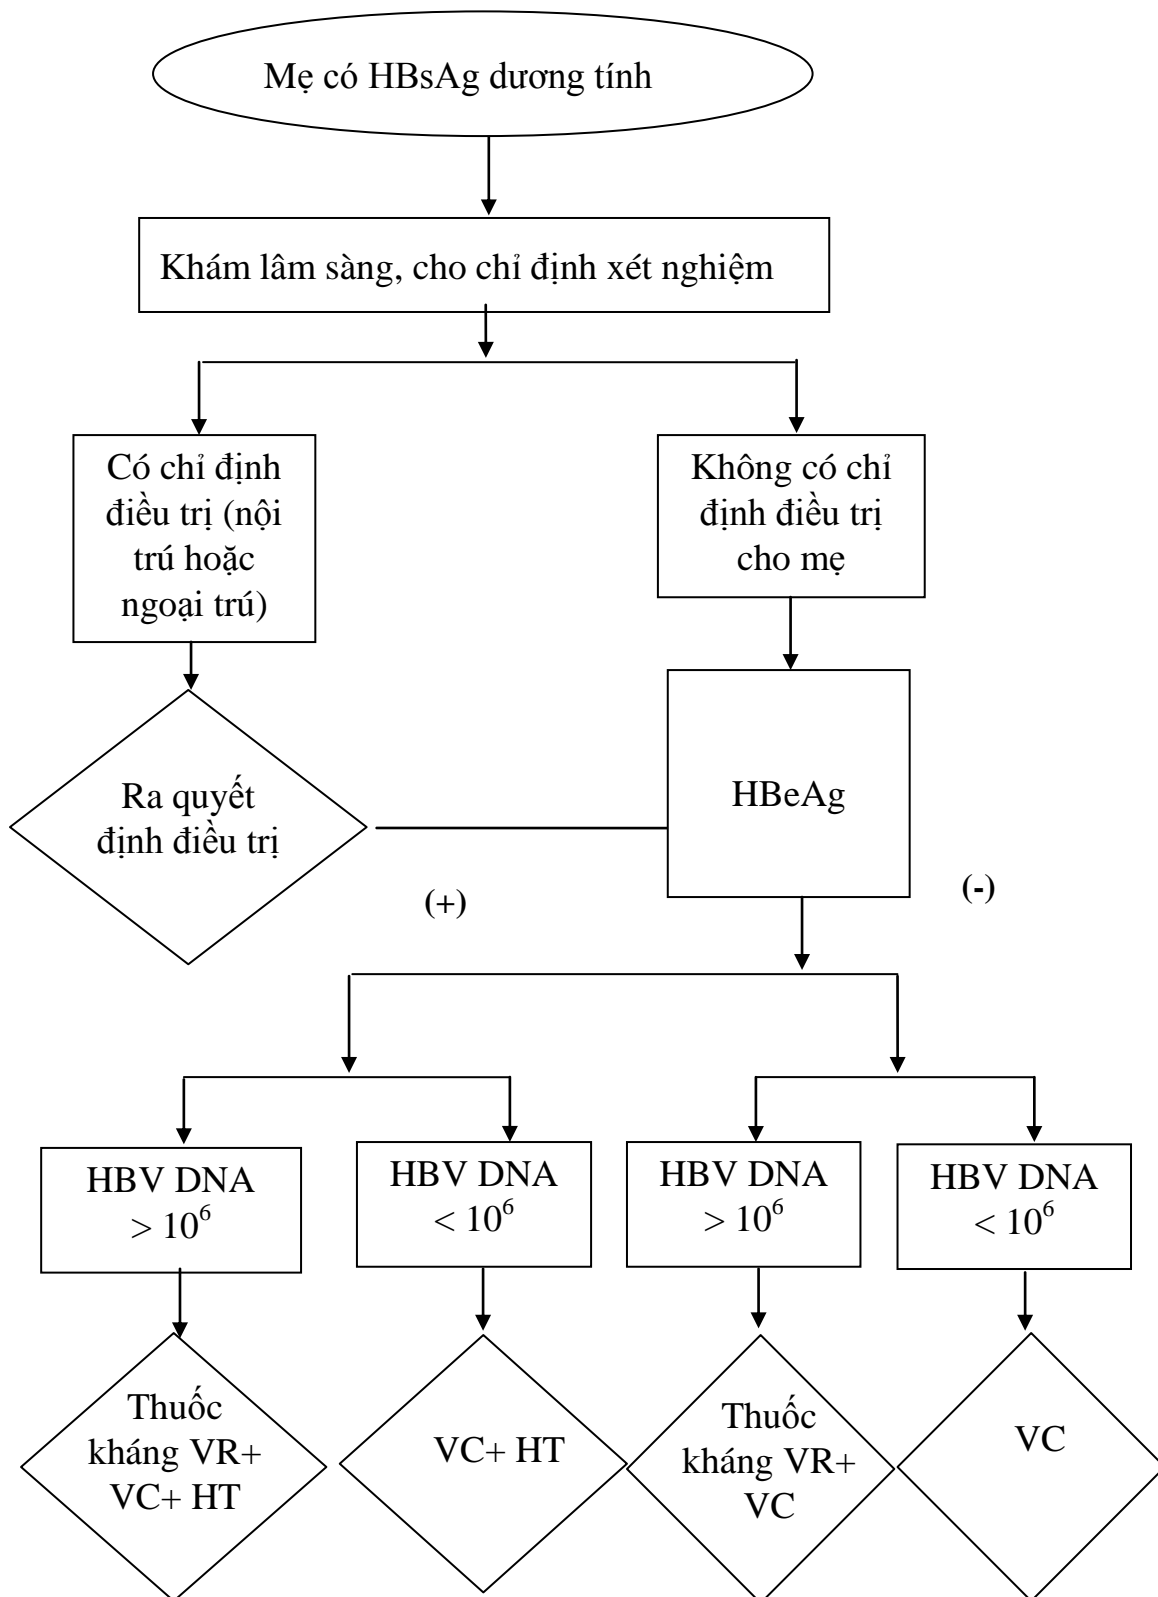 Mẹ có HBsAg dương tính
Khám lâm sàng, cho chỉ định xét nghiệm
Có chỉ định
điều trị (nội
trú hoặc
ngoại trú)
Không có chỉ
định điều trị
cho mẹ
Ra quyết
định điều trị
HBeAg
(+)
(-)
HBV DNA
> 10⁶
HBV DNA
< 10⁶
HBV DNA
> 10⁶
HBV DNA
< 10⁶
Thuốc
kháng VR+
VC+ HT
VC+ HT
Thuốc
kháng VR+
VC
VC